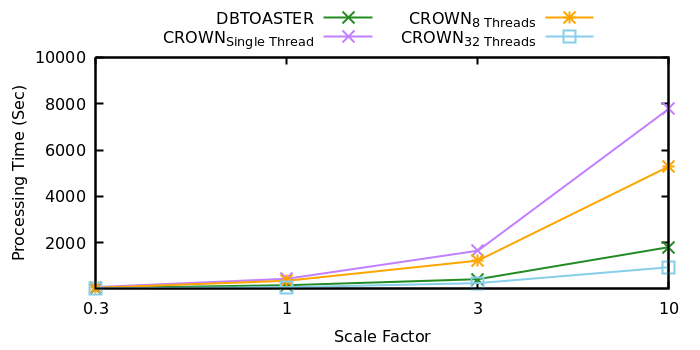 DBTOASTER
CROWN8 Threads
CROWNSingle Thread
CROWN32 Threads
10000
8000
6000
4000
2000
Processing Time (Sec)
0.3
1
3
10
Scale Factor